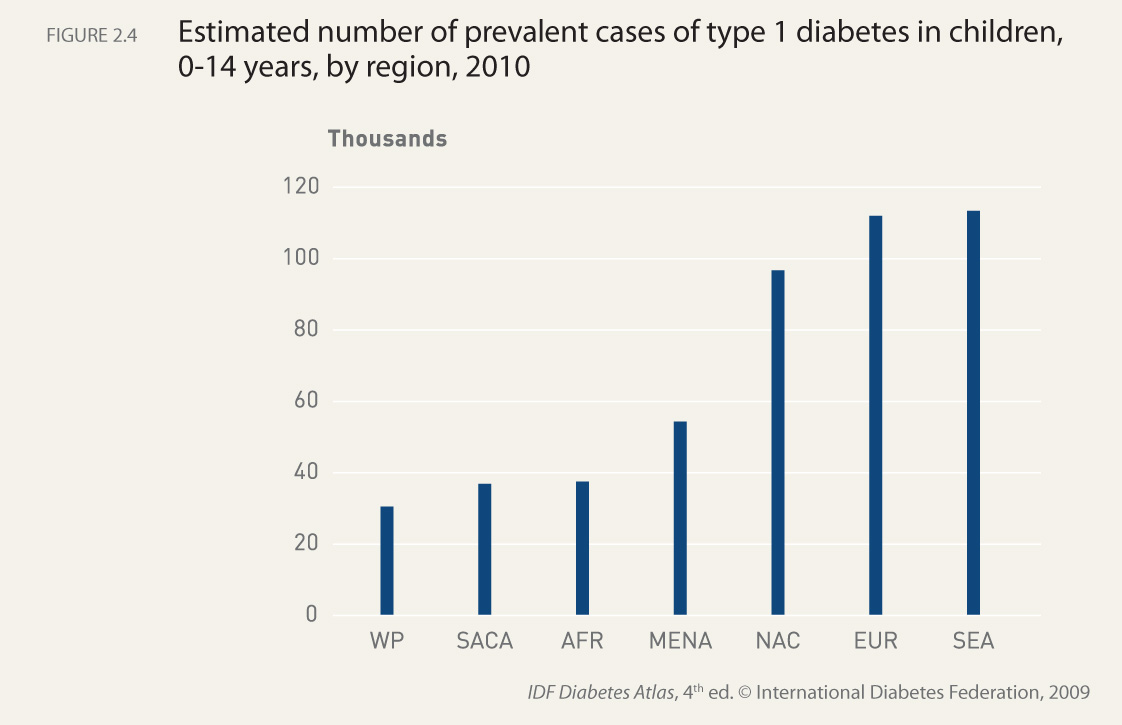 FIGURE 2.4
Estimated number of prevalent cases of type 1 diabetes in children,
0-14 years, by region, 2010
Thousands
120
100
80
60
40
20
0
WP SACA AFR MENA NAC EUR SEA
IDF Diabetes Atlas, 4th ed. © International Diabetes Federation, 2009